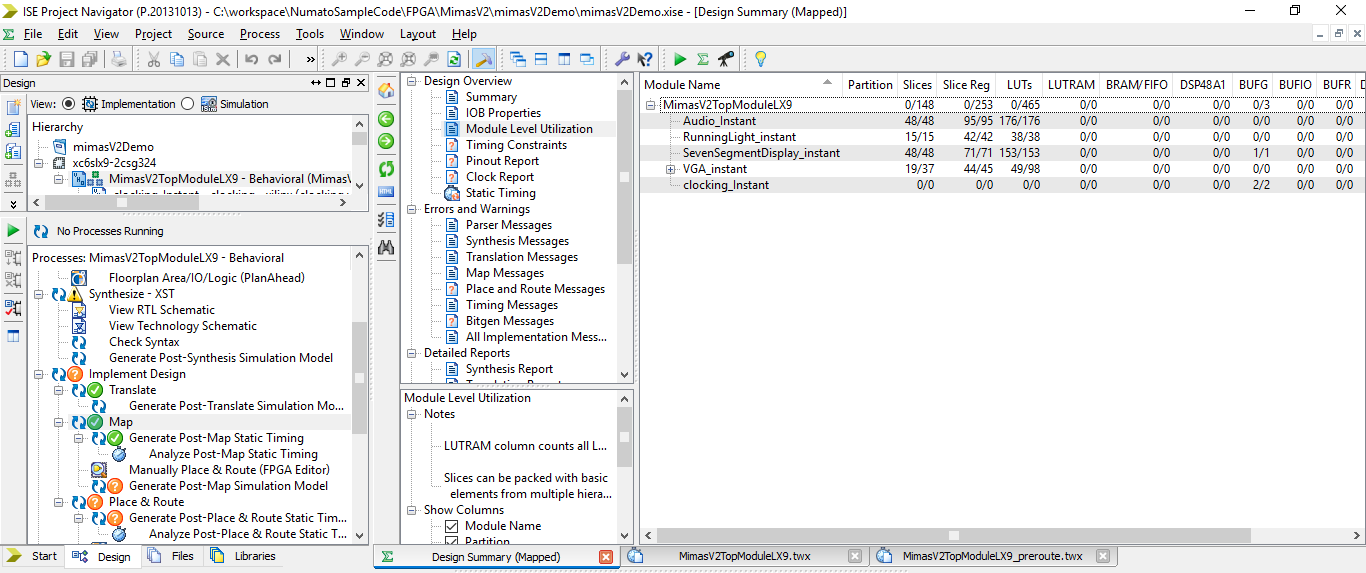 ISE Project Navigator (P.20131013) - C:\workspace\NumatoSampleCode\FPGA\MimasV2\mimasV2Demo\mimasV2Demo.xise - [Design Summary (Mapped)]
File Edit View Project Source Process Tools Window Layout Help
Design
View: Implementation Simulation
Hierarchy
mimasV2Demo
xc6slx9-2csg324
MimasV2TopModuleLX9 - Behavioral (Mimas
No Processes Running
Processes: MimasV2TopModuleLX9 - Behavioral
Floorplan Area/IO/Logic (PlanAhead)
Synthesize - XST
View RTL Schematic
View Technology Schematic
Check Syntax
Generate Post-Synthesis Simulation Model
Implement Design
Translate
Generate Post-Translate Simulation Mo...
Map
Generate Post-Map Static Timing
Analyze Post-Map Static Timing
Manually Place & Route (FPGA Editor)
Generate Post-Map Simulation Model
Place & Route
Generate Post-Place & Route Static Tim...
Analyze Post-Place & Route Static T...
Start Design Files Libraries
Design Overview
Summary
IOB Properties
Module Level Utilization
Timing Constraints
Pinout Report
Clock Report
Static Timing
Errors and Warnings
Parser Messages
Synthesis Messages
Translation Messages
Map Messages
Place and Route Messages
Timing Messages
Bitgen Messages
All Implementation Mess...
Detailed Reports
Synthesis Report
Module Level Utilization
Notes
LUTRAM column counts all L...
Slices can be packed with basic
elements from multiple hiera...
Show Columns
Module Name
Partition
Module Name Partition Slices Slice Reg LUTs LUTRAM BRAM/FIFO DSP48A1 BUFG BUFIO BUFR D
MimasV2TopModuleLX9 0/148 0/253 0/465 0/0 0/0 0/0 0/3 0/0 0/0
Audio_Instant 48/48 95/95 176/176 0/0 0/0 0/0 0/0 0/0 0/0
RunningLight_instant 15/15 42/42 38/38 0/0 0/0 0/0 0/0 0/0 0/0
SevenSegmentDisplay_instant 48/48 71/71 153/153 0/0 0/0 0/0 1/1 0/0 0/0
VGA_instant 19/37 44/45 49/98 0/0 0/0 0/0 0/0 0/0 0/0
clocking_Instant 0/0 0/0 0/0 0/0 0/0 0/0 2/2 0/0 0/0
Design Summary (Mapped) MimasV2TopModuleLX9.twx MimasV2TopModuleLX9_preroute.twx